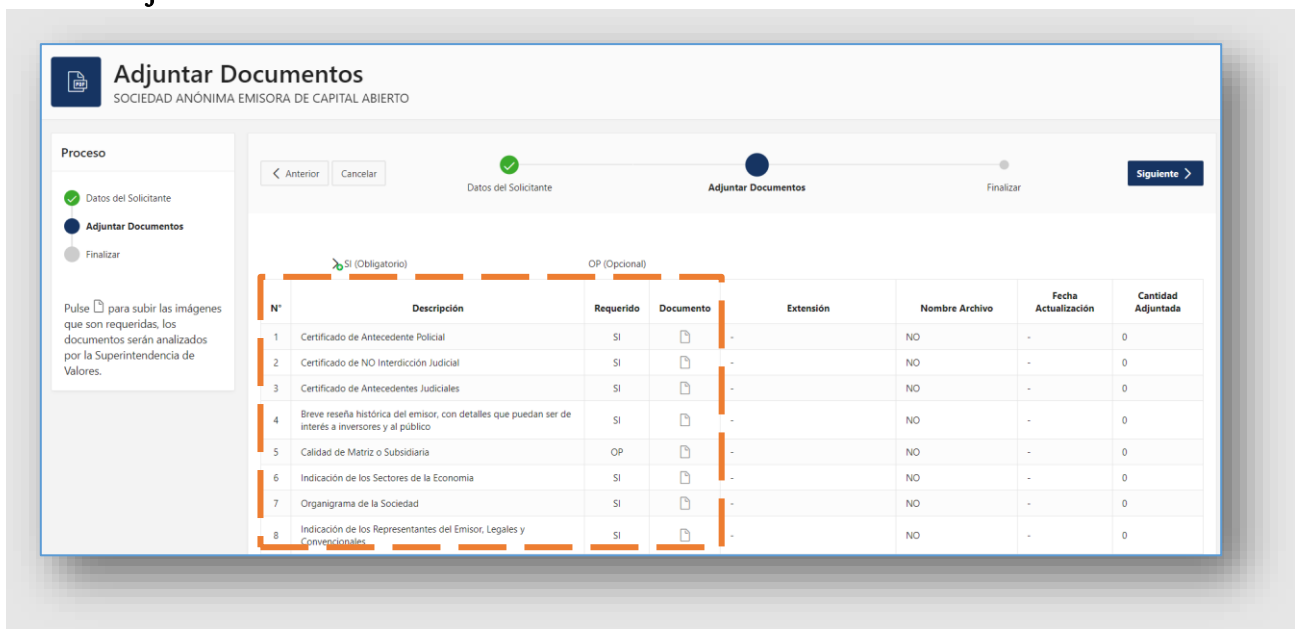 Adjuntar Documentos
SOCIEDAD ANÓNIMA EMISORA DE CAPITAL ABIERTO
Proceso
Datos del Solicitante
Adjuntar Documentos
Finalizar
Pulse para subir las imágenes
que son requeridas, los
documentos serán analizados
por la Superintendencia de
Valores.
Anterior Cancelar Datos del Solicitante Adjuntar Documentos Finalizar Siguiente
SI (Obligatorio) OP (Opcional)
N° Descripción Requerido Documento Extensión Nombre Archivo Fecha Actualización Cantidad Adjuntada
1 Certificado de Antecedente Policial SI - NO - 0
2 Certificado de NO Interdicción Judicial SI - NO - 0
3 Certificado de Antecedentes Judiciales SI - NO - 0
4 Breve reseña histórica del emisor, con detalles que puedan ser de
interés a inversores y al público SI - NO - 0
5 Calidad de Matriz o Subsidiaria OP - NO - 0
6 Indicación de los Sectores de la Economia SI - NO - 0
7 Organigrama de la Sociedad SI - NO - 0
8 Indicación de los Representantes del Emisor, Legales y
Convencionales SI - NO - 0